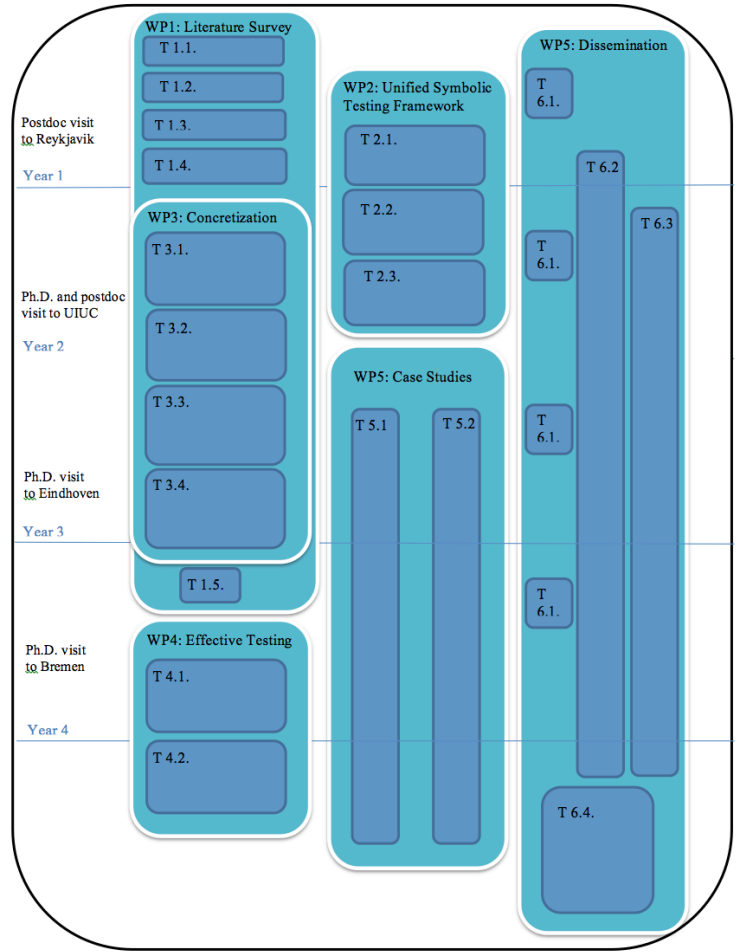 WP1: Literature Survey
T 1.1.
T 1.2.
T 1.3.
T 1.4.
Postdoc visit
to Reykjavik
Year 1
WP3: Concretization
T 3.1.
T 3.2.
T 3.3.
T 3.4.
Ph.D. and postdoc
visit to UIUC
Year 2
Ph.D. visit
to Eindhoven
Year 3
T 1.5.
Ph.D. visit
to Bremen
Year 4
WP4: Effective Testing
T 4.1.
T 4.2.
WP2: Unified Symbolic
Testing Framework
T 2.1.
T 2.2.
T 2.3.
WP5: Case Studies
T 5.1
T 5.2
WP5: Dissemination
T
6.1.
T 6.2
T 6.3
T
6.1.
T
6.1.
T
6.1.
T 6.4.